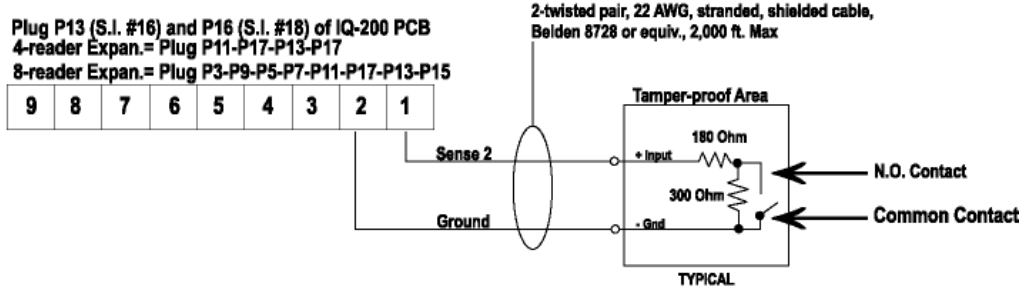 Plug P13 (S.I. #16) and P16 (S.I. #18) of IQ-200 PCB
4-reader Expan.= Plug P11-P17-P13-P17
8-reader Expan.= Plug P3-P9-P5-P7-P11-P17-P13-P15
2-twisted pair, 22 AWG, stranded, shielded cable,
Belden 8728 or equiv., 2,000 ft. Max
9 8 7 6 5 4 3 2 1
Tamper-proof Area
180 Ohm
Sense 2
+ Input
N.O. Contact
300 Ohm
Common Contact
Ground
- Gnd
TYPICAL